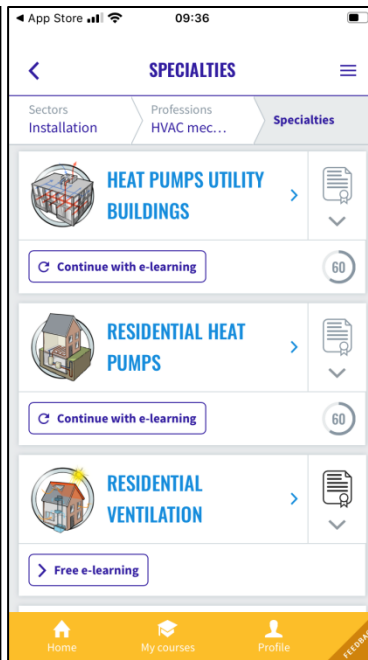 App Store 09:36
SPECIALTIES
Sectors
Installation
Professions
HVAC mec...
Specialties
HEAT PUMPS UTILITY
BUILDINGS
Continue with e-learning
60
RESIDENTIAL HEAT
PUMPS
Continue with e-learning
60
RESIDENTIAL
VENTILATION
Free e-learning
Home
My courses
Profile